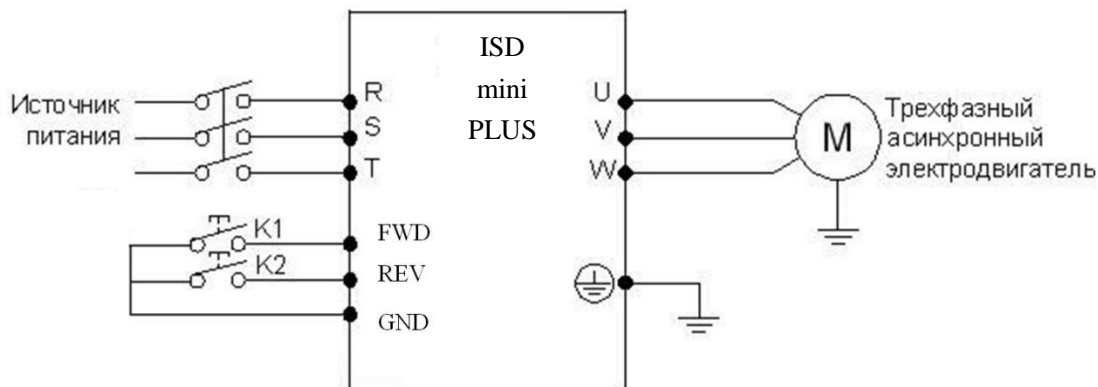 ISD
mini
PLUS
Источник
питания
R
S
T
U
V
W
M
Трехфазный
асинхронный
электродвигатель
K1
FWD
K2
REV
GND